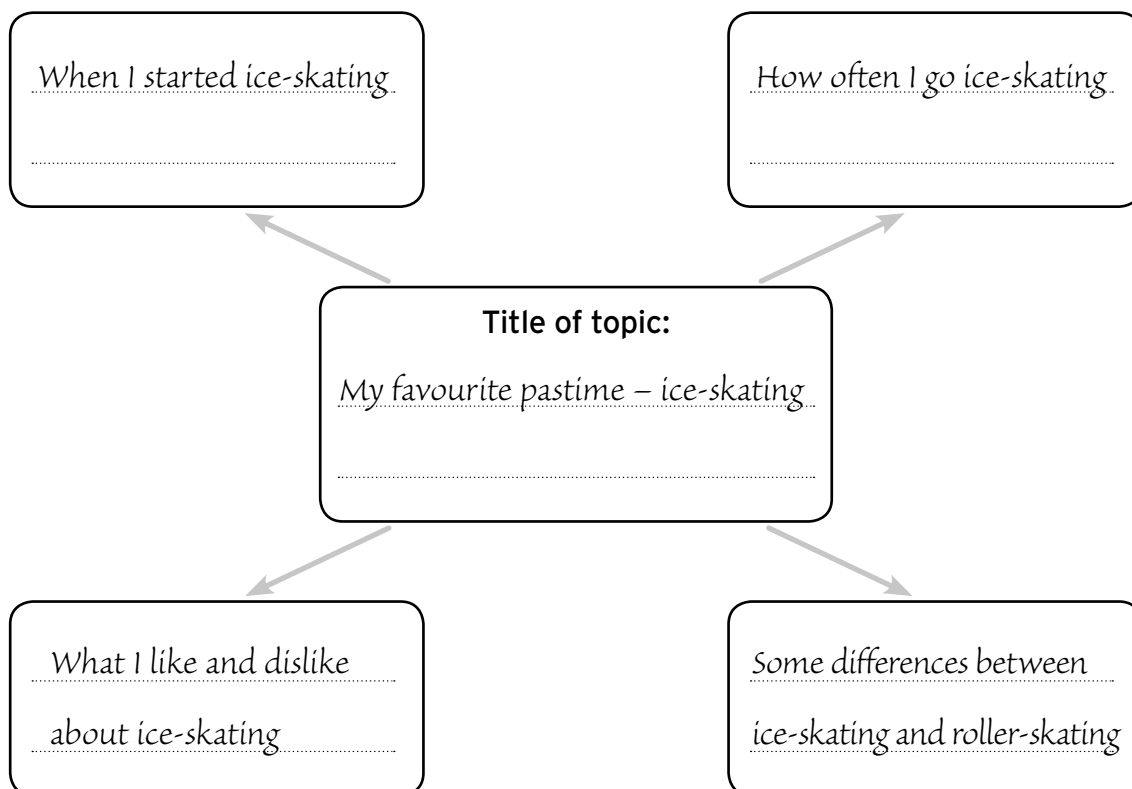 When I started ice-skating
How often I go ice-skating
Title of topic:
My favourite pastime – ice-skating
What I like and dislike
about ice-skating
Some differences between
ice-skating and roller-skating